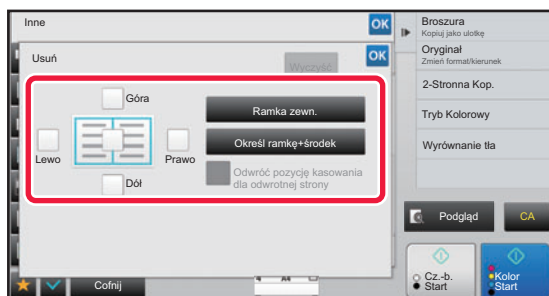 Inne
OK
Usuń
Wyczyść
OK
Góra
Lewo
Prawo
Dół
Ramka zewn.
Określ ramkę+środek
Odwróć pozycję kasowania
dla odwrotnej strony
Cofnij
A4
Broszura
Kopiuj jako ulotkę
Oryginał
Zmień format/kierunek
2-Stronna Kop.
Tryb Kolorowy
Wyrównanie tła
Podgląd
CA
Cz.-b.
Start
Kolor
Start